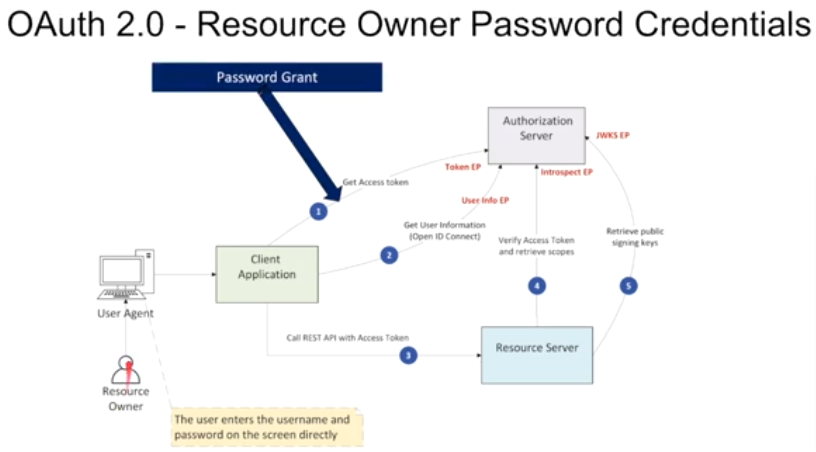 OAuth 2.0 - Resource Owner Password Credentials
Password Grant
Authorization
Server
JWKS EP
Token EP
Introspect EP
Get Access token
User Info EP
1
Get User Information
(Open ID Connect)
Retrieve public
signing keys
Verify Access Token
and retrieve scopes
2
Client
Application
4
5
User Agent
Call REST API with Access Token
3
Resource Server
Resource
Owner
The user enters the username and
password on the screen directly